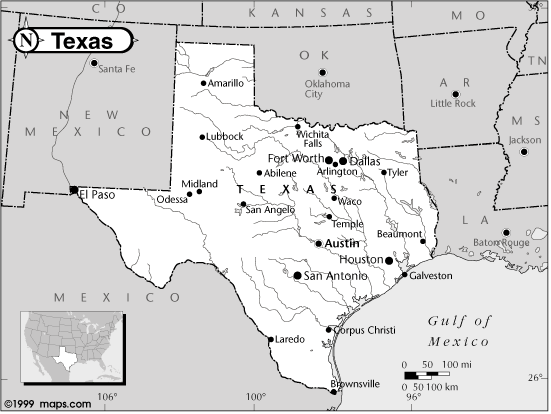 CO
KANSAS
MO
N
Texas
Santa Fe
OK
Oklahoma
City
AR
Little Rock
TN
NEW
MEXICO
Amarillo
Lubbock
Wichita
Falls
MS
Jackson
Fort Worth
Dallas
Arlington
Tyler
Abilene
El Paso
Midland
Odessa
TEXAS
Waco
San Angelo
Temple
LA
Beaumont
Baton Rouge
Austin
Houston
San Antonio
Galveston
MEXICO
Gulf of
Mexico
Laredo
Corpus Christi
0 50 100 mi
0 50 100 km
Brownsville
26°
106°
100°
96°
©1999 maps.com